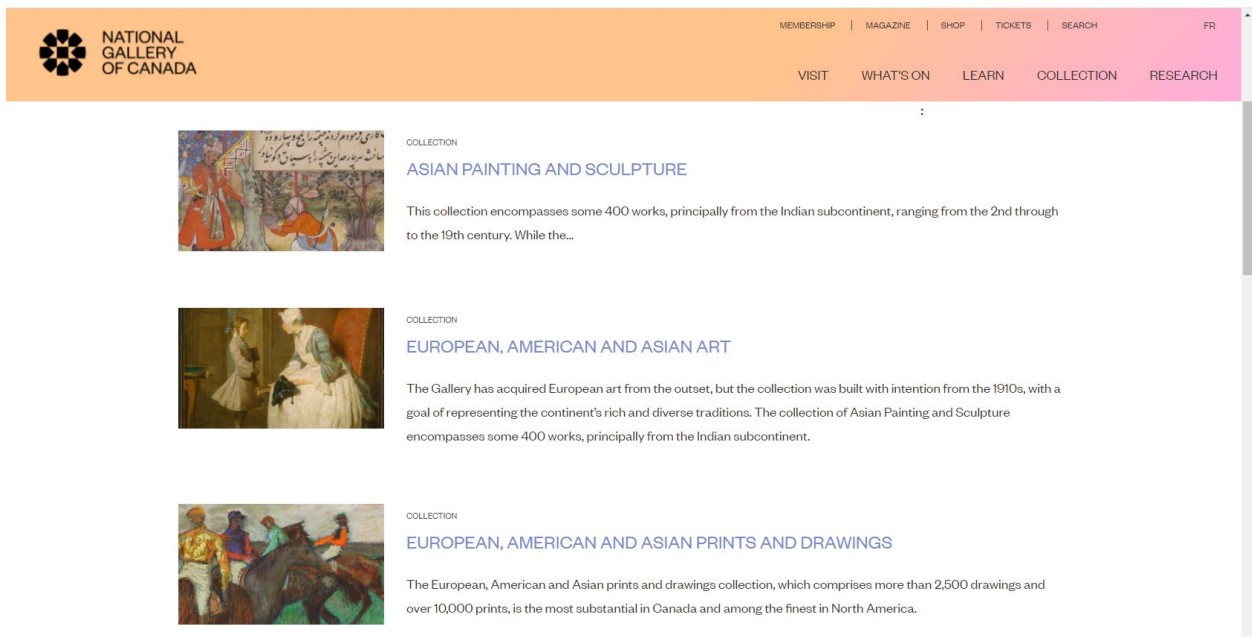 NATIONAL
GALLERY
OF CANADA
MEMBERSHIP | MAGAZINE | SHOP | TICKETS | SEARCH FR
VISIT WHAT'S ON LEARN COLLECTION RESEARCH
:
COLLECTION
ASIAN PAINTING AND SCULPTURE
This collection encompasses some 400 works, principally from the Indian subcontinent, ranging from the 2nd through
to the 19th century. While the...
COLLECTION
EUROPEAN, AMERICAN AND ASIAN ART
The Gallery has acquired European art from the outset, but the collection was built with intention from the 1910s, with a
goal of representing the continent's rich and diverse traditions. The collection of Asian Painting and Sculpture
encompasses some 400 works, principally from the Indian subcontinent.
COLLECTION
EUROPEAN, AMERICAN AND ASIAN PRINTS AND DRAWINGS
The European, American and Asian prints and drawings collection, which comprises more than 2,500 drawings and
over 10,000 prints, is the most substantial in Canada and among the finest in North America.